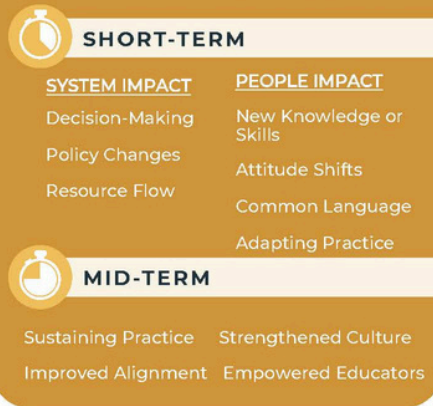 SHORT-TERM
SYSTEM IMPACT
Decision-Making
Policy Changes
Resource Flow
PEOPLE IMPACT
New Knowledge or
Skills
Attitude Shifts
Common Language
Adapting Practice
MID-TERM
Sustaining Practice
Strengthened Culture
Improved Alignment
Empowered Educators